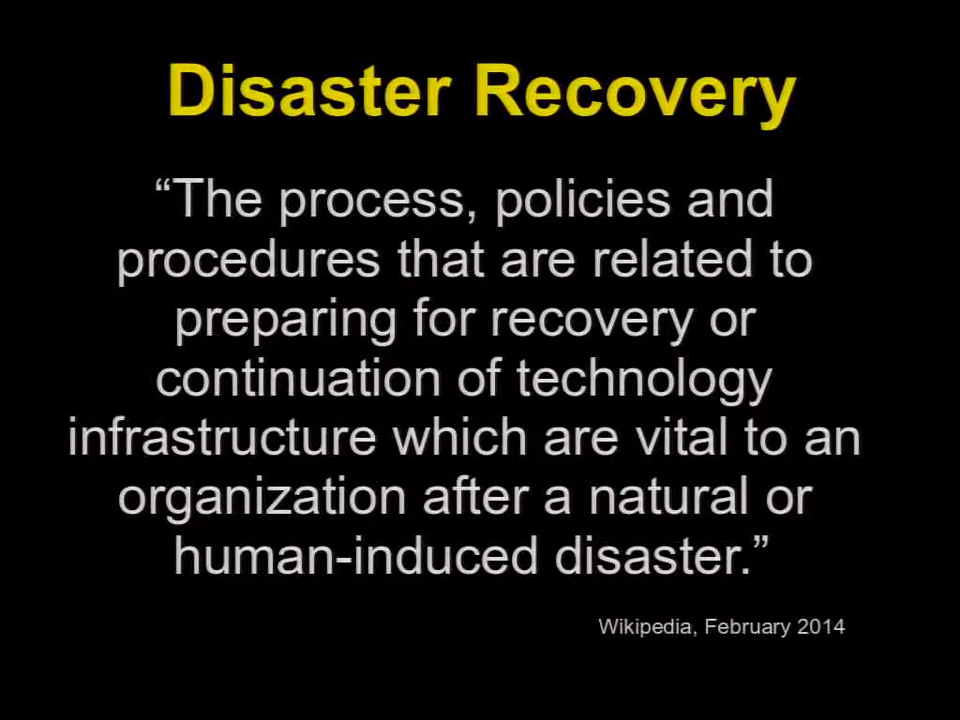 Disaster Recovery
“The process, policies and
procedures that are related to
preparing for recovery or
continuation of technology
infrastructure which are vital to an
organization after a natural or
human-induced disaster.”
Wikipedia, February 2014